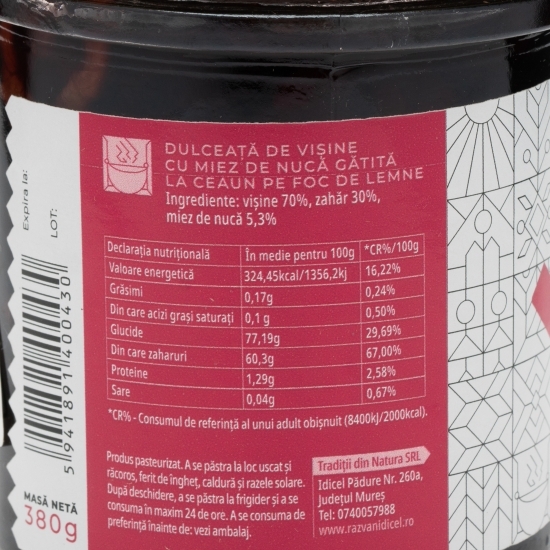 Expira la:
LOT:
5 941891 400430
MASĂ NETĂ
380g
DULCEAȚĂ DE VIȘINE
CU MIEZ DE NUCĂ GĂTITĂ
LA CEAUN PE FOC DE LEMNE
Ingrediente: vișine 70%, zahăr 30%,
miez de nucă 5,3%
Declarația nutrițională În medie pentru 100g *CR%/100g
Valoare energetică 324,45kcal/1356,2kj 16,22%
Grăsimi 0,17g 0,24%
Din care acizi grași saturați 0,1 g 0,50%
Glucide 77,19g 29,69%
Din care zaharuri 60,3g 67,00%
Proteine 1,29g 2,58%
Sare 0,04g 0,67%
*CR% - Consumul de referință al unui adult obișnuit (8400kJ/2000kcal).
Produs pasteurizat. A se păstra la loc uscat și
răcoros, ferit de îngheț, caldură și razele solare.
După deschidere, a se păstra la frigider și a se
consuma în maxim 24 de ore. A se consuma de
preferință înainte de: vezi ambalaj.
Tradiții din Natura SRL
Idicel Pădure Nr. 260a,
Județul Mureș
Tel: 0740057988
www.razvanidicel.ro